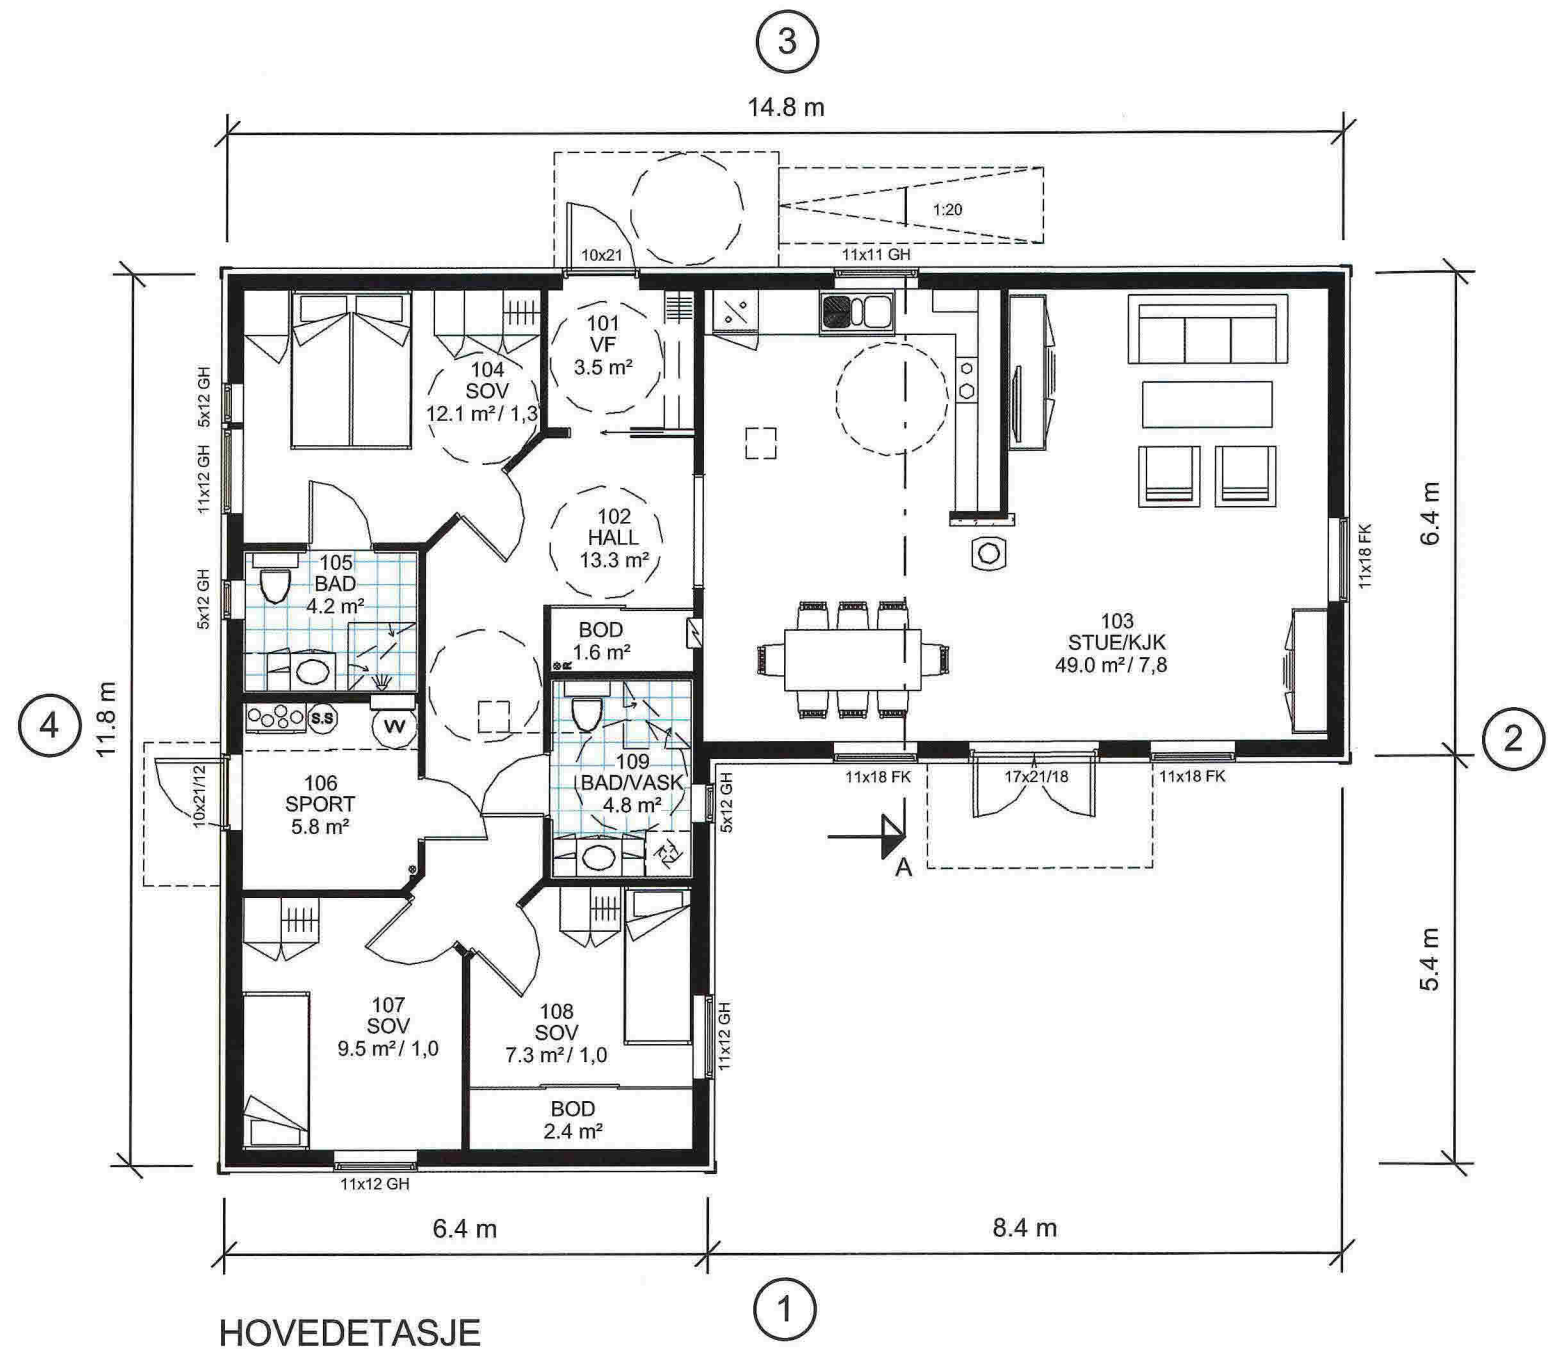 3
14.8 m
1:20
10x21
11x11 GH
101
VF
3.5 m²
104
SOV
12.1 m²/ 1,3
5x12 GH
11x12 GH
102
HALL
13.3 m²
6.4 m
11x18 FK
105
BAD
4.2 m²
5x12 GH
BOD
1.6 m²
R
103
STUE/KJK
49.0 m²/ 7,8
4
11.8 m
S.S
VV
2
109
BAD/VASK
4.8 m²
106
SPORT
5.8 m²
10x21/12
5x12 GH
11x18 FK
17x21/18
11x18 FK
A
5.4 m
107
SOV
9.5 m²/ 1,0
108
SOV
7.3 m²/ 1,0
11x12 GH
BOD
2.4 m²
11x12 GH
6.4 m
8.4 m
1
HOVEDETASJE